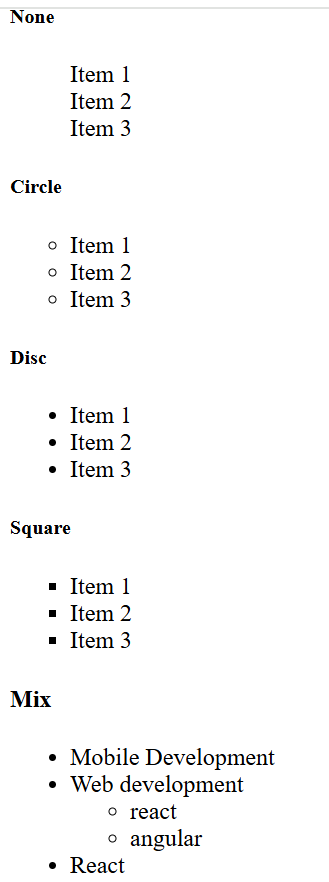 None
Item 1
Item 2
Item 3
Circle
Item 1
Item 2
Item 3
Disc
Item 1
Item 2
Item 3
Square
Item 1
Item 2
Item 3
Mix
Mobile Development
Web development
react
angular
React